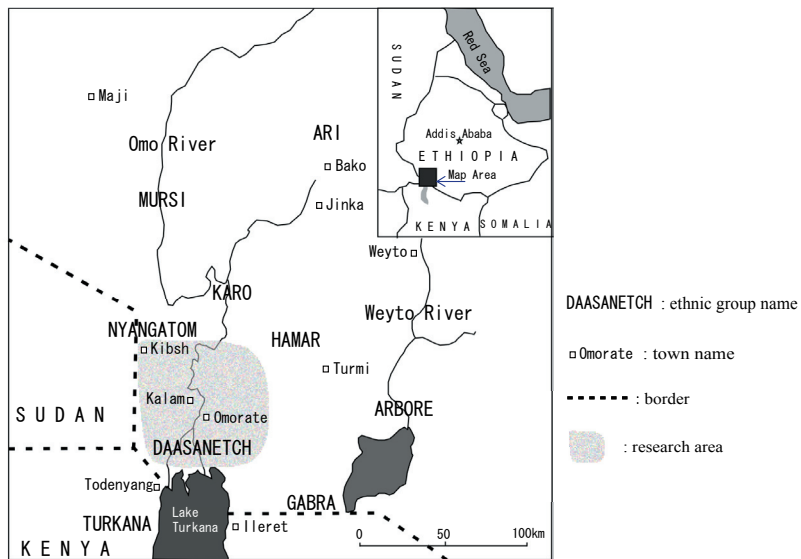 Maji
Omo River
ARI
Bako
MURSI
Jinka
SUDAN
Red Sea
Addis Ababa
ETHIOPIA
Map Area
KENYA
SOMALIA
Weyto
KARO
Weyto River
NYANGATOM
HAMAR
Kibsh
Turmi
Kalam
Omorate
ARBORE
SUDAN
DAASANETCH
Todenyang
GABRA
TURKANA
Lake
Turkana
Ileret
KENYA
0 50 100km
DAASANETCH : ethnic group name
Omorate : town name
: border
: research area